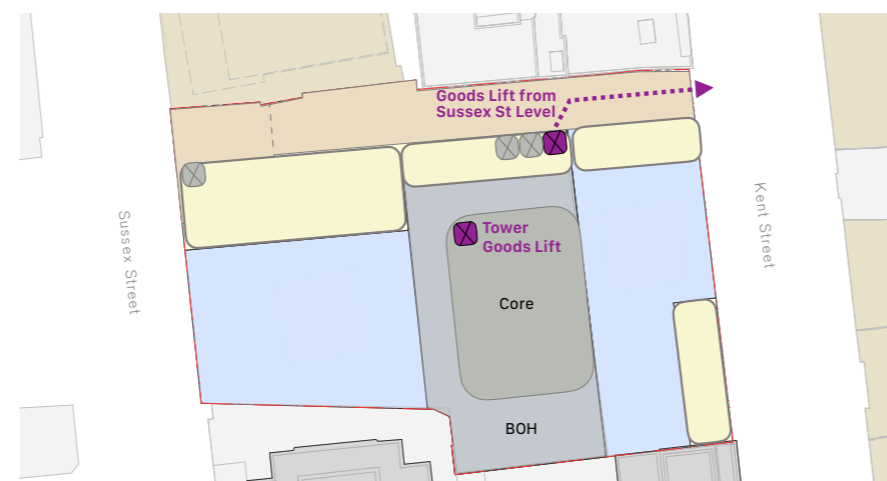 Goods Lift from
Sussex St Level
Sussex Street
Kent Street
Tower
Goods Lift
Core
BOH